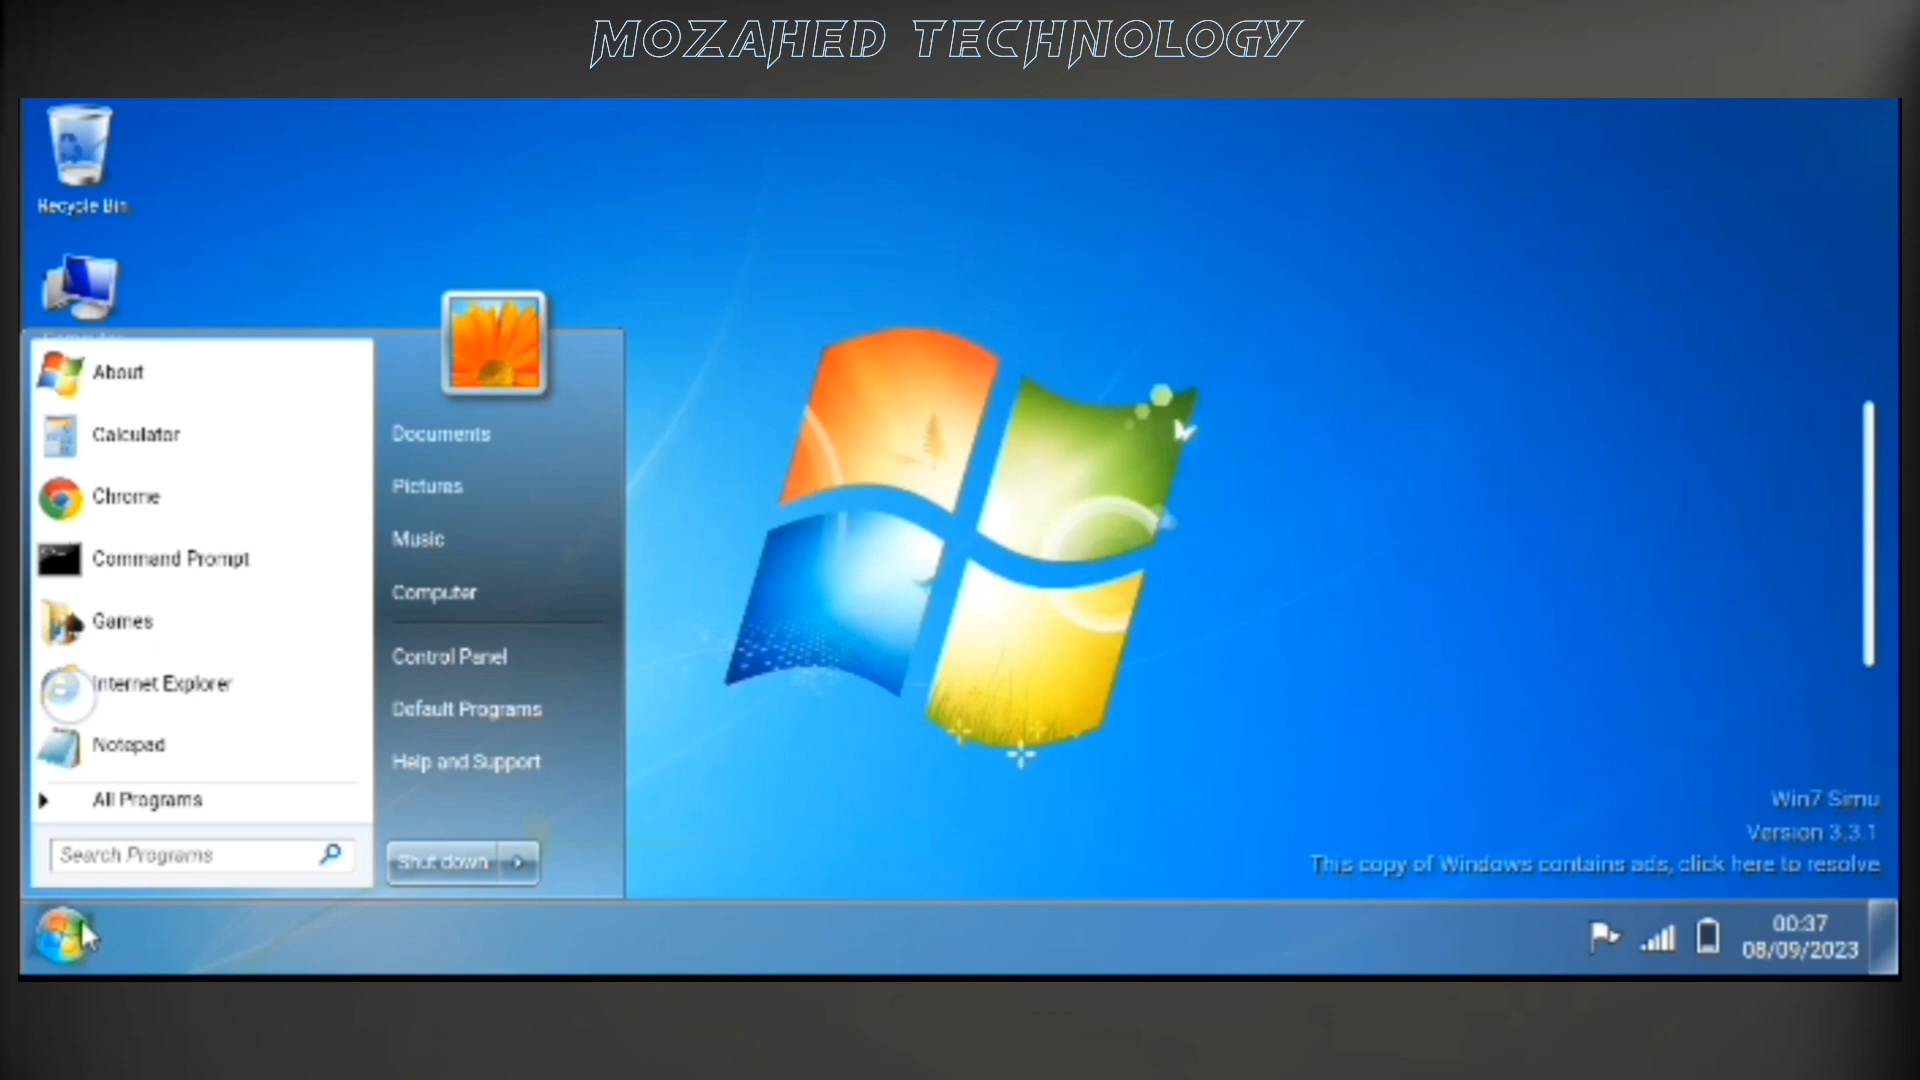 MOZAHED TECHNOLOGY
Recycle Bin
About
Calculator
Chrome
Command Prompt
Games
Internet Explorer
Notepad
All Programs
Search Programs
Documents
Pictures
Music
Computer
Control Panel
Default Programs
Help and Support
Shut down
Win7 Simu
Version 3.3.1
This copy of Windows contains ads, click here to resolve
00:37
08/09/2023